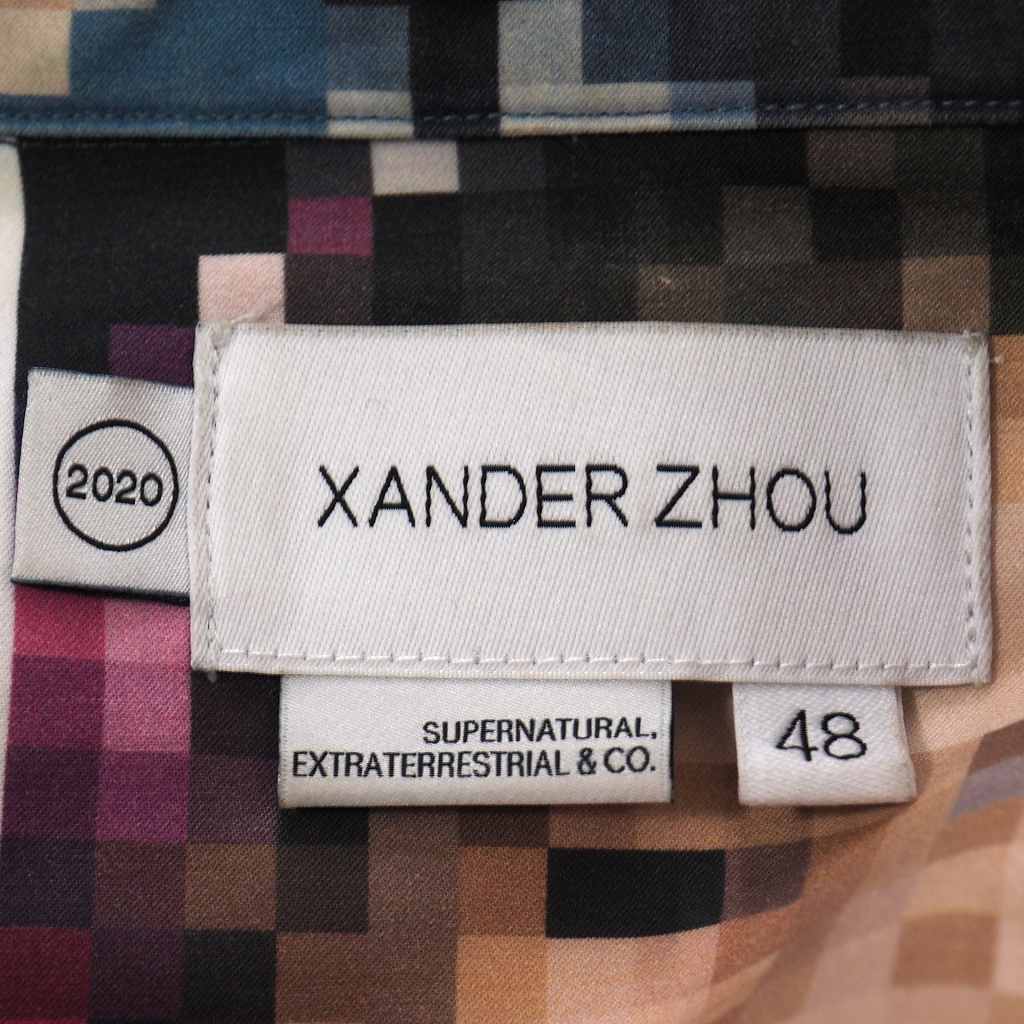 2020
XANDER ZHOU
SUPERNATURAL,
EXTRATERRESTRIAL & CO.
48